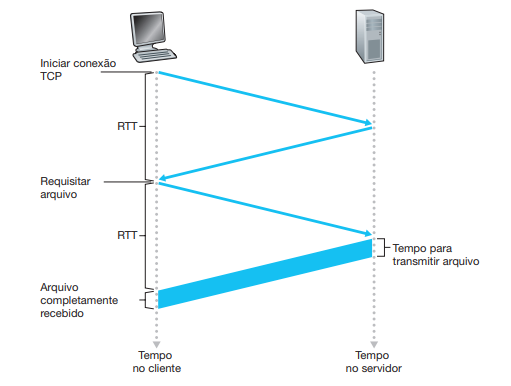 Iniciar conexão
TCP
RTT
Requisitar
arquivo
RTT
Tempo para
transmitir arquivo
Arquivo
completamente
recebido
Tempo
no cliente
Tempo
no servidor